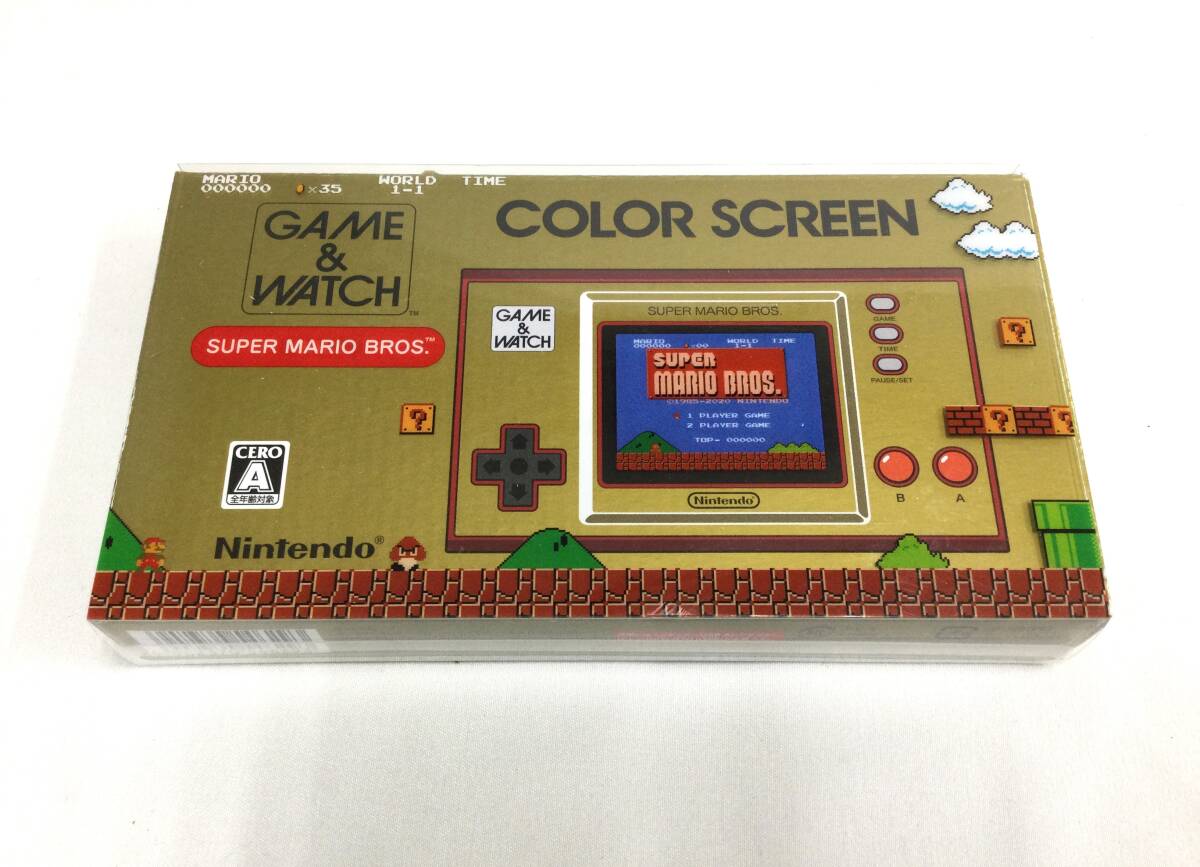 MARIO WORLD TIME
000000 ×35 1-1
GAME
&
WATCH™
SUPER MARIO BROS.™
COLOR SCREEN
GAME
&
WATCH
SUPER MARIO BROS.
MARIO WORLD TIME
000000 ×00 1-1
SUPER
MARIO BROS.
©1985-2020 NINTENDO
1 PLAYER GAME
2 PLAYER GAME
TOP- 000000
Nintendo
GAME
TIME
PAUSE/SET
B A
?
?
?
?
CERO
A
全年齢対象
Nintendo®